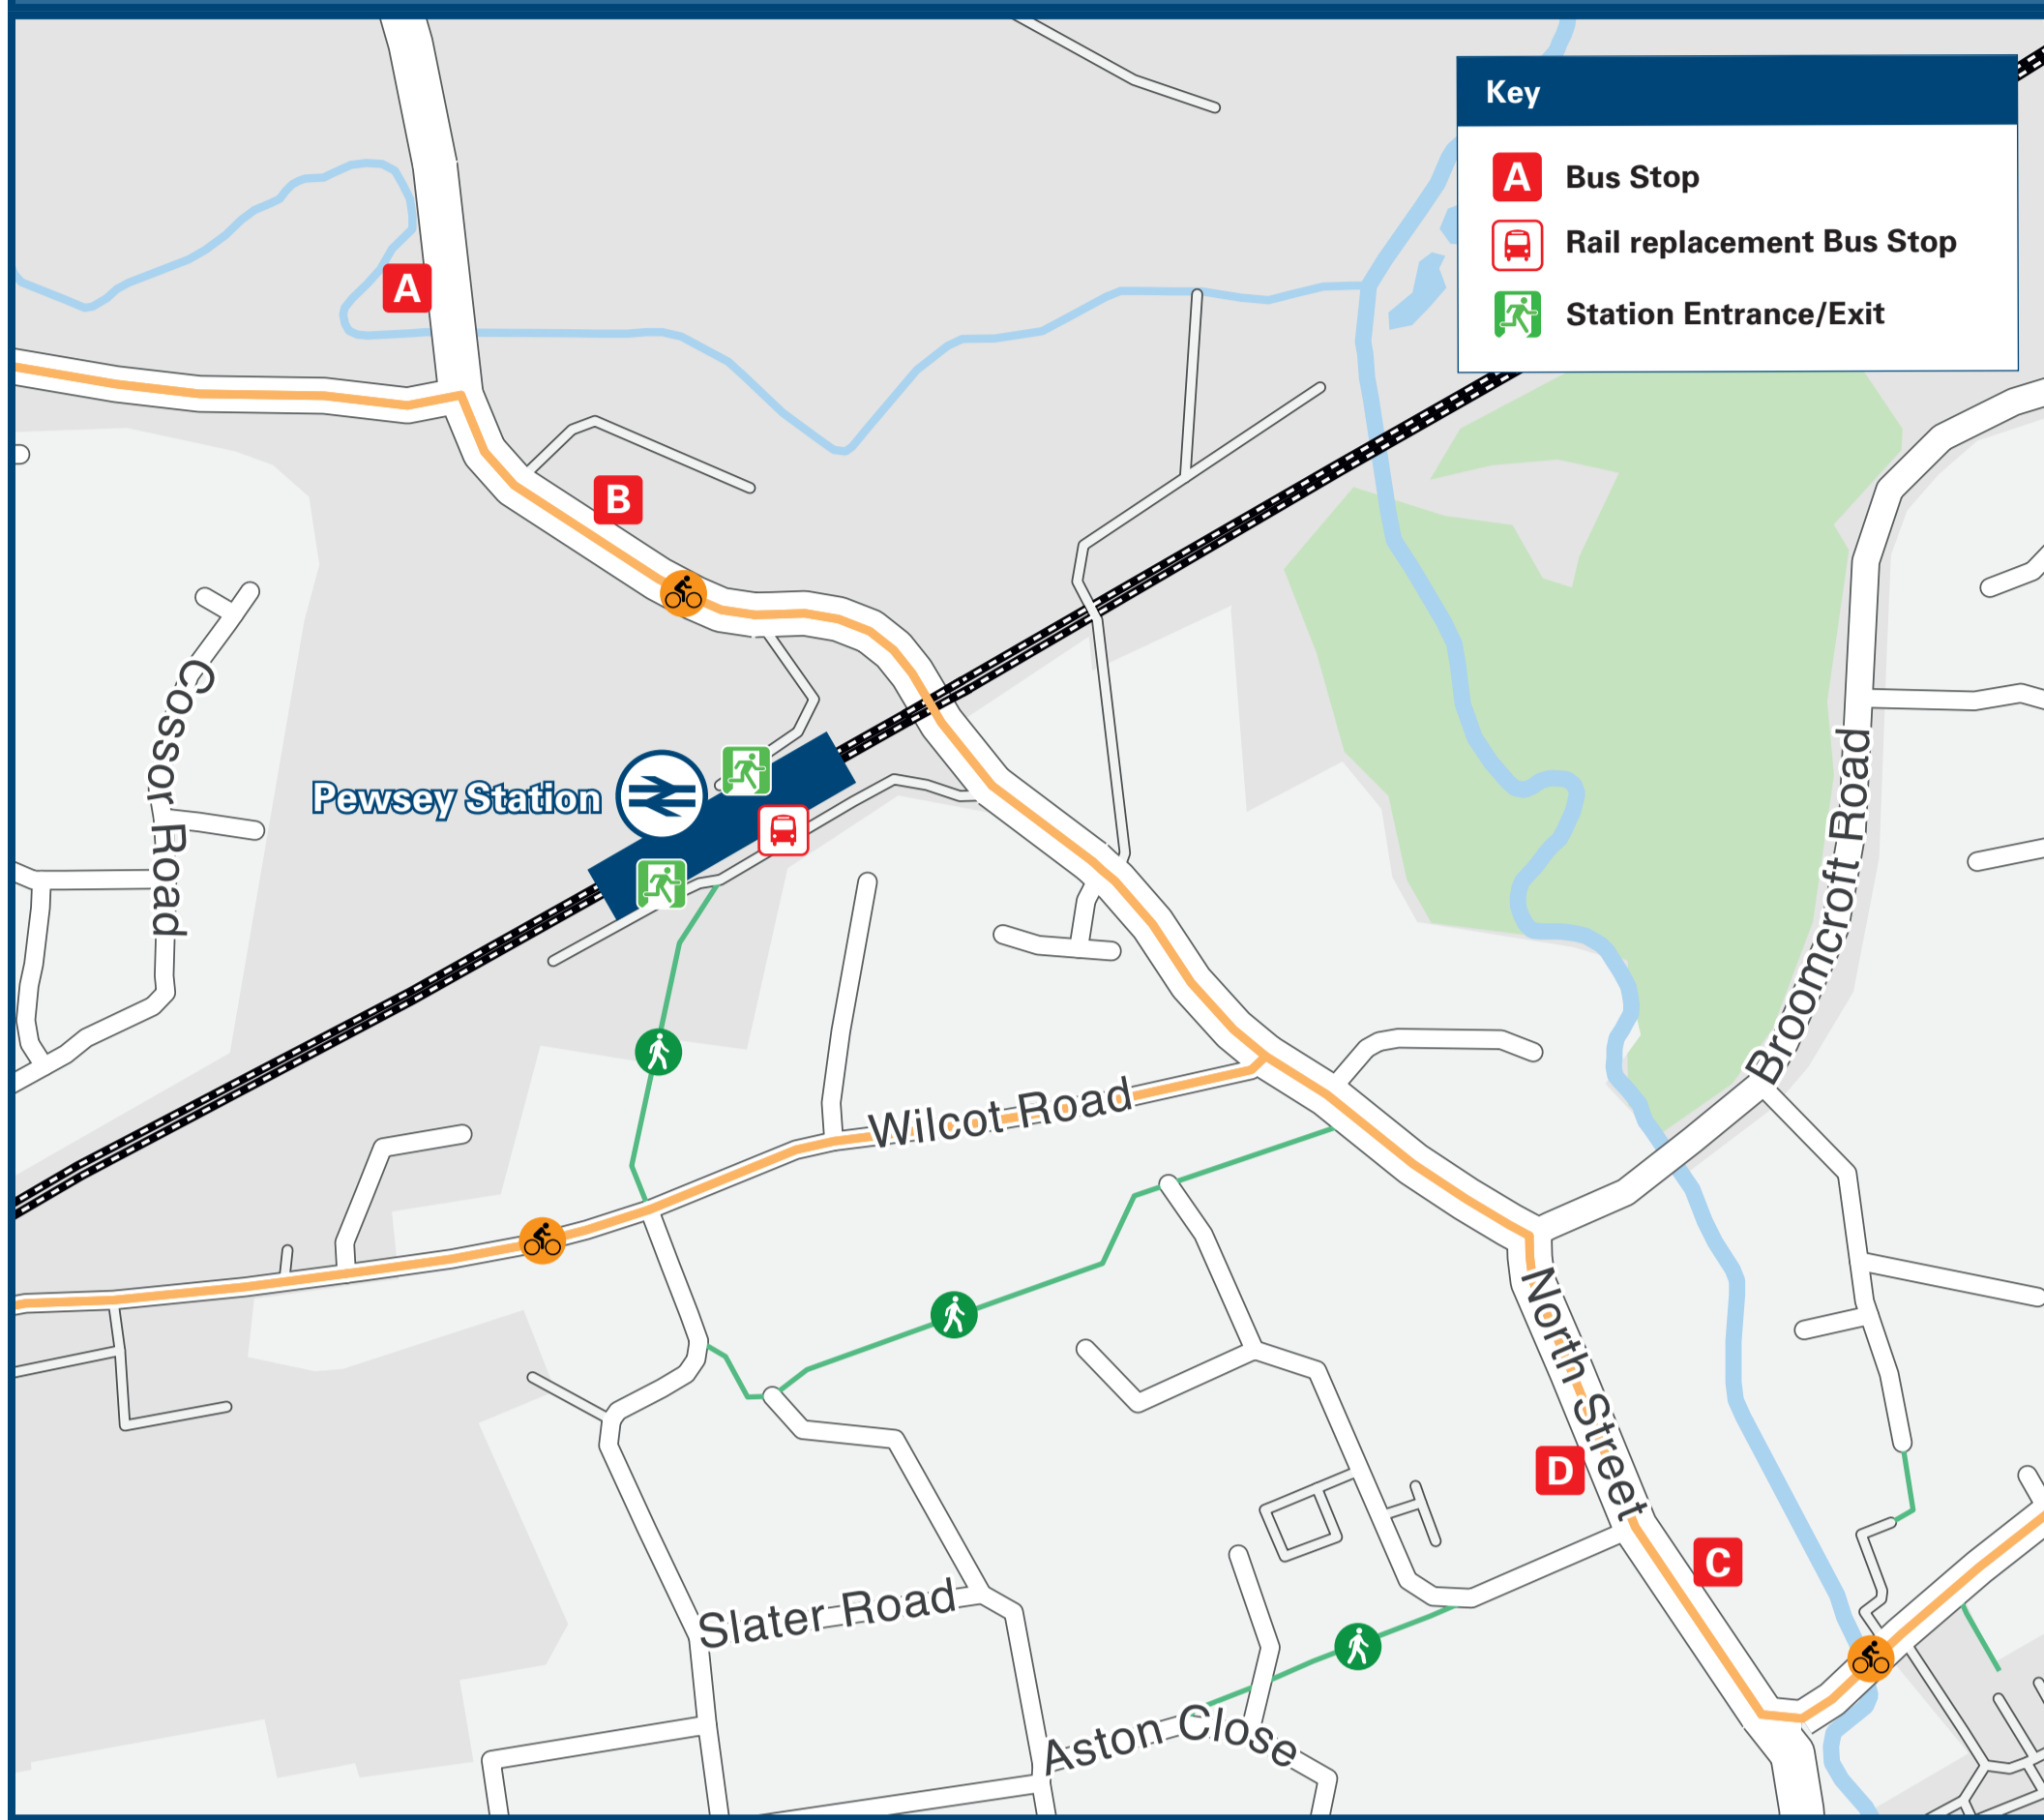 Key
A Bus Stop
Rail replacement Bus Stop
Station Entrance/Exit
A
B
Cossor Road
Pewsey Station
Broomcroft Road
Wilcot Road
North Street
D
C
Slater Road
Aston Close